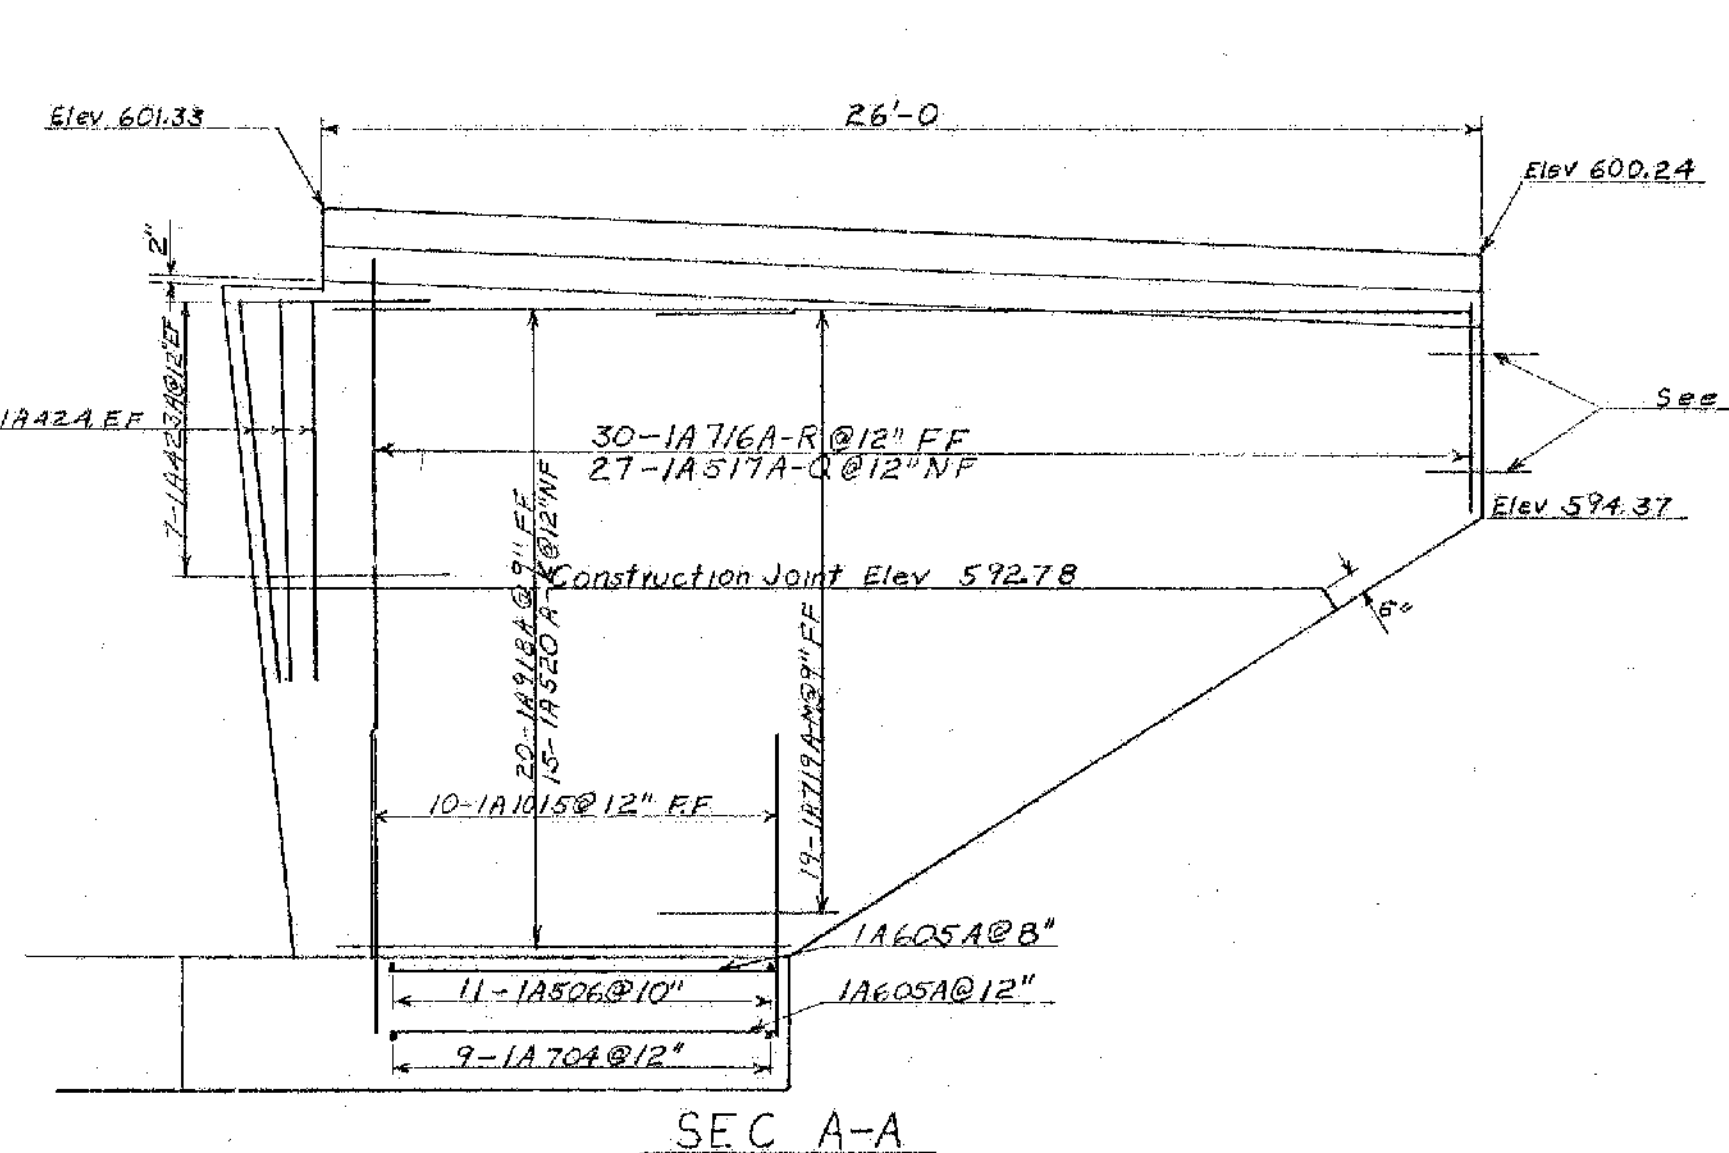 26'-0
Elev 601.33
Elev 600.24
2"
7-1A423A@12"EF
1A424 EF
See
30-1A716A-R @12" FF
27-1A517A-Q @12" NF
Elev 594.37
20-1A918A @ 9" FF
15-1A520 A-K@12"NF
Construction Joint Elev 592.78
6"
19-1A719A-M@9" FF
10-1A1015@12" F.F
1A605A@8"
11-1A506@10"
1A605A@12"
9-1A704@12"
SEC A-A